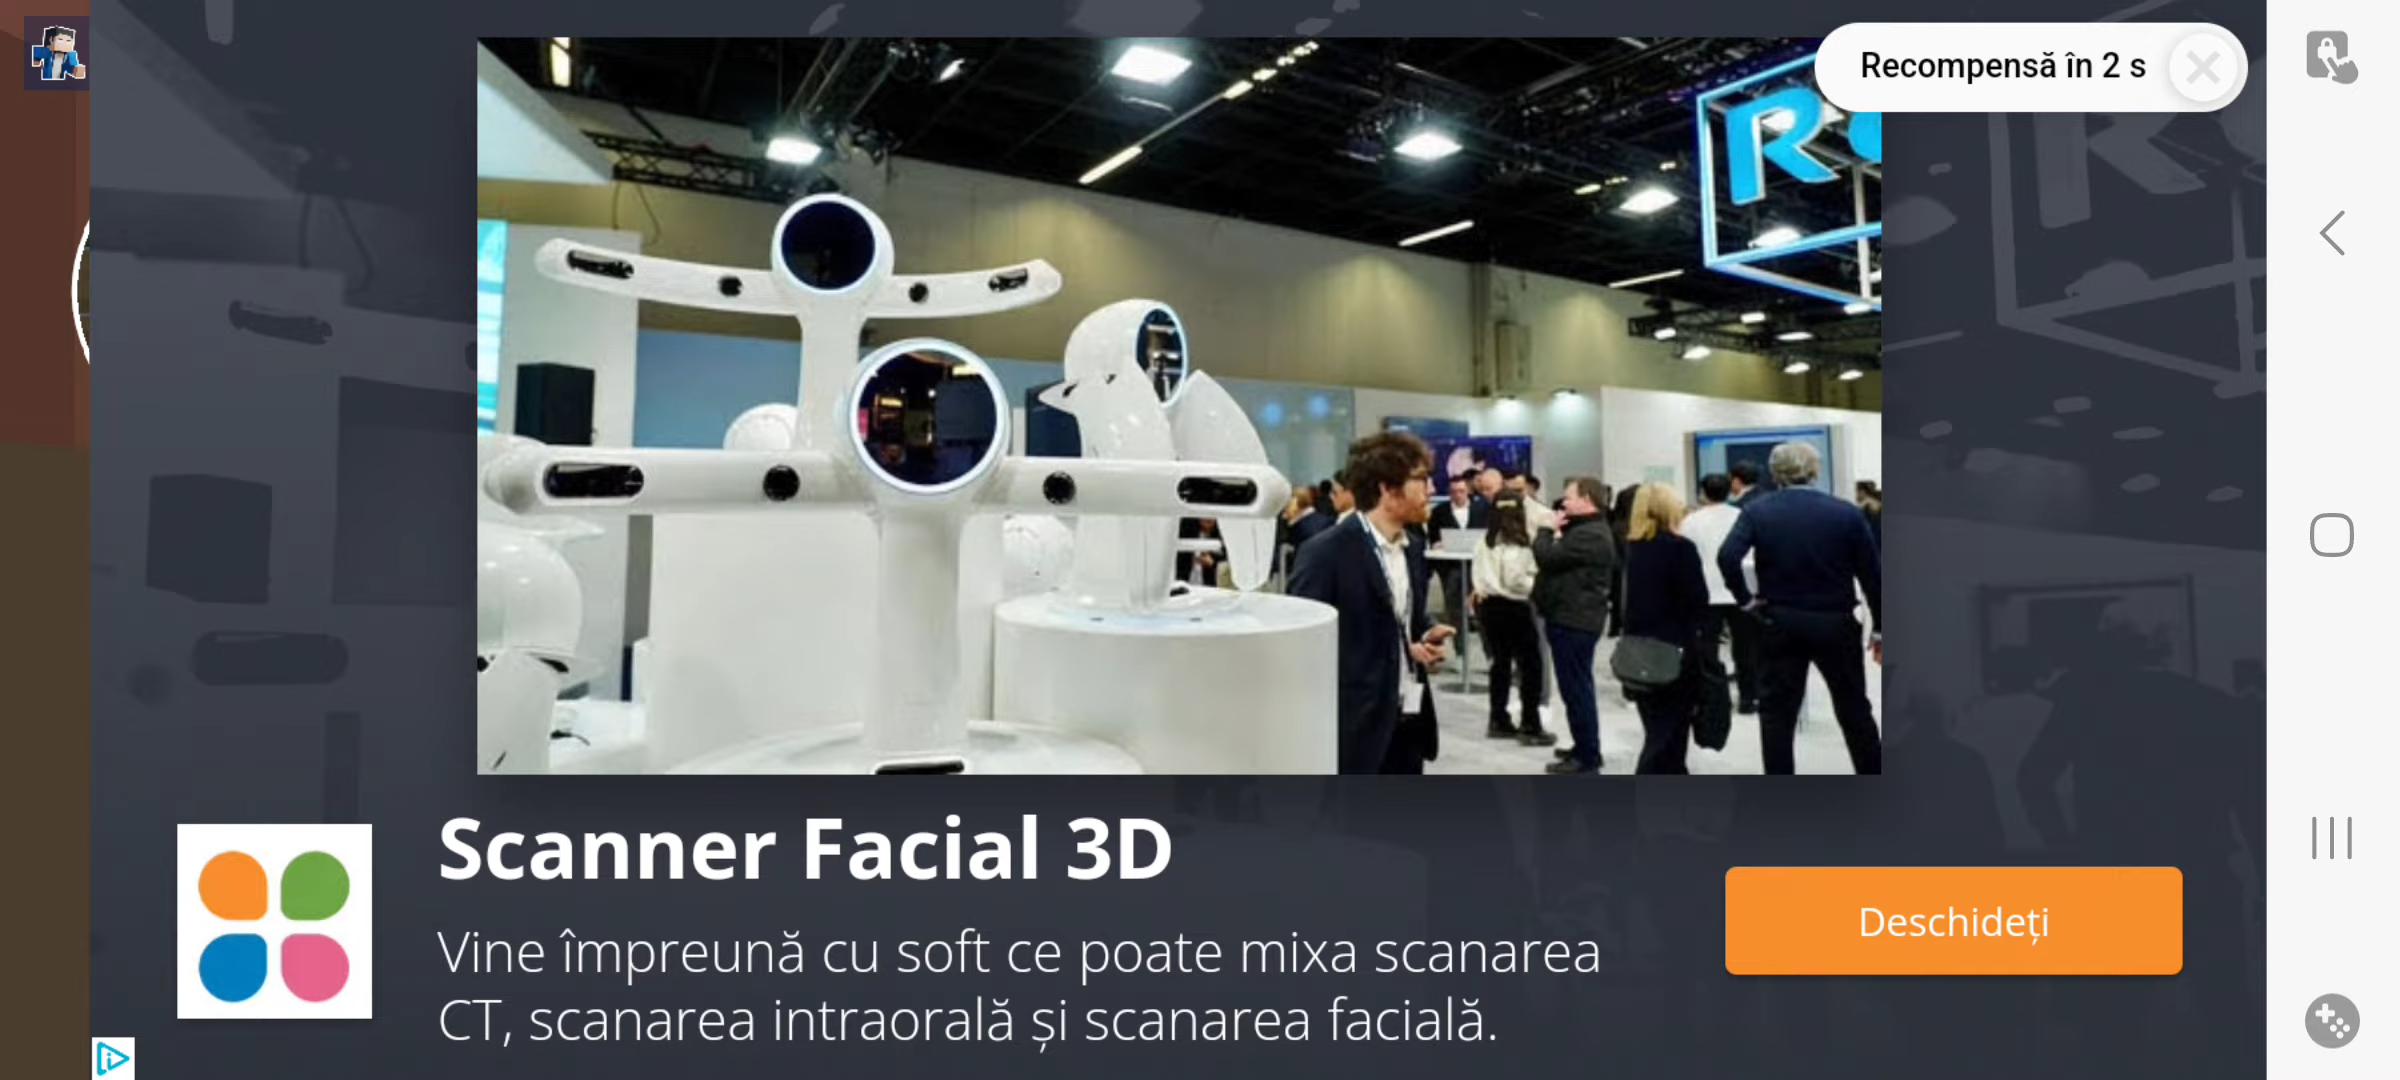 Recompensă în 2 s
R
Scanner Facial 3D
Vine împreună cu soft ce poate mixa scanarea
CT, scanarea intraorală și scanarea facială.
Deschideți